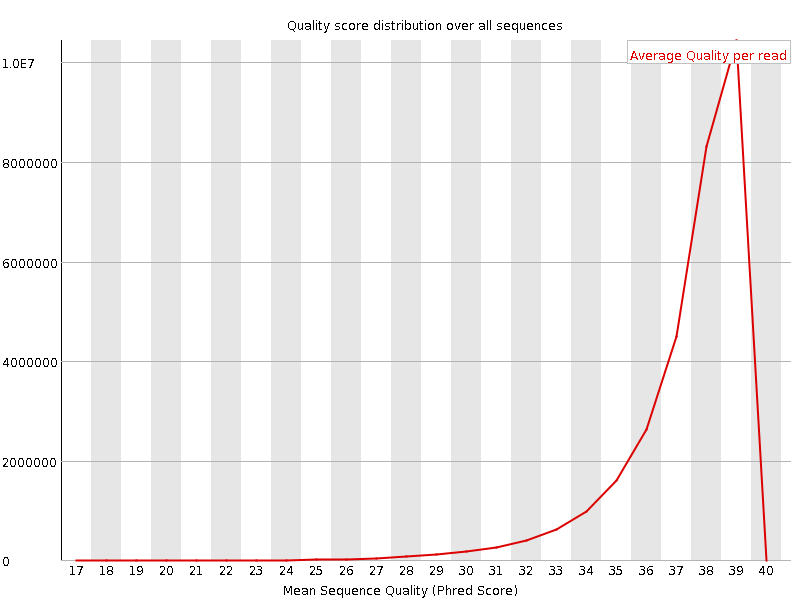 Quality score distribution over all sequences
Average Quality per read
1.0E7
8000000
6000000
4000000
2000000
0
17 18 19 20 21 22 23 24 25 26 27 28 29 30 31 32 33 34 35 36 37 38 39 40
Mean Sequence Quality (Phred Score)